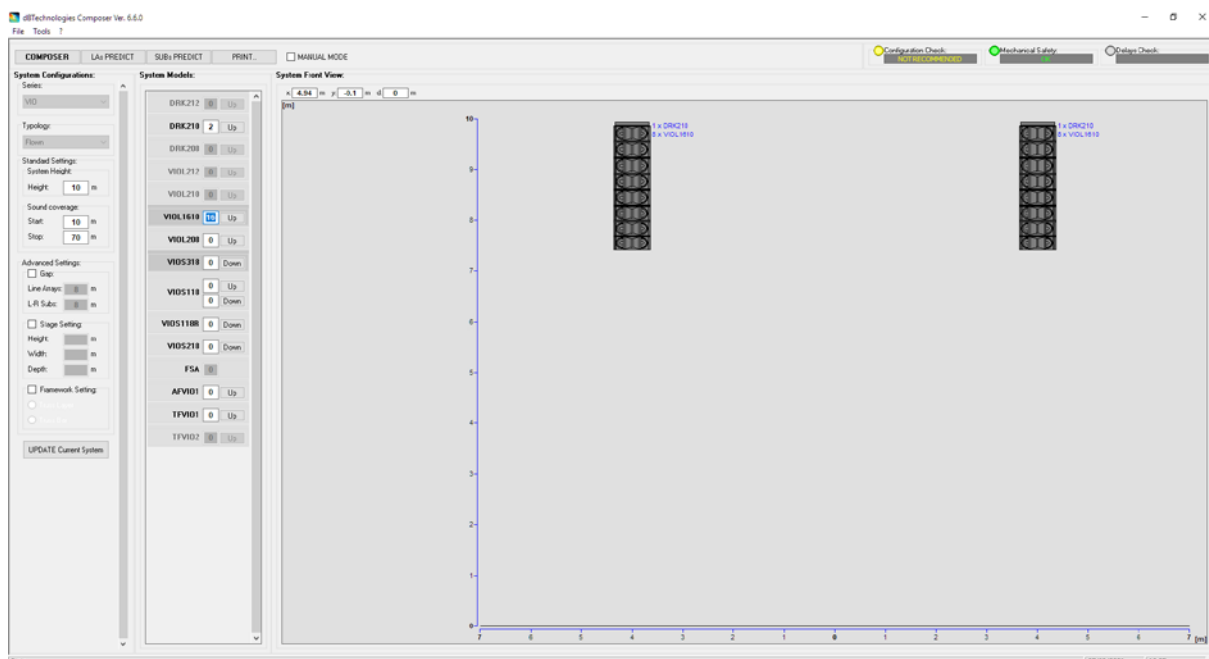 dBTechnologies Composer Ver. 6.6.0
File Tools ?
COMPOSER LAs PREDICT SUBs PREDICT PRINT... MANUAL MODE
Configuration Check: Mechanical Safety: Delays Check:
NOT RECOMMENDED OK
System Configurations: System Models: System Front View:
Series:
VIO
x 4.94 m y -0.1 m d 0 m
[m]
DRK212 0 Up
Typology:
Flown
DRK210 2 Up
DRK208 0 Up
VIOL212 0 Up
VIOL210 0 Up
VIOL1610 16 Up
VIOL208 0 Up
VIOS318 0 Down
VIOS118 0 Up
0 Down
VIOS118R 0 Down
VIOS218 0 Down
FSA 0
AFVIO1 0 Up
TFVIO1 0 Up
TFVIO2 0 Up
Standard Settings:
System Height:
Height: 10 m
Sound coverage:
Start: 10 m
Stop: 70 m
Advanced Settings:
Gap:
Line Arrays: 0 m
L-R Subs: 0 m
Stage Setting:
Height: m
Width: m
Depth: m
Framework Setting:
UPDATE Current System
1 x DRK210
8 x VIOL1610
1 x DRK210
8 x VIOL1610
10
9
8
7
6
5
4
3
2
1
0
7 6 5 4 3 2 1 0 1 2 3 4 5 6 7 [m]